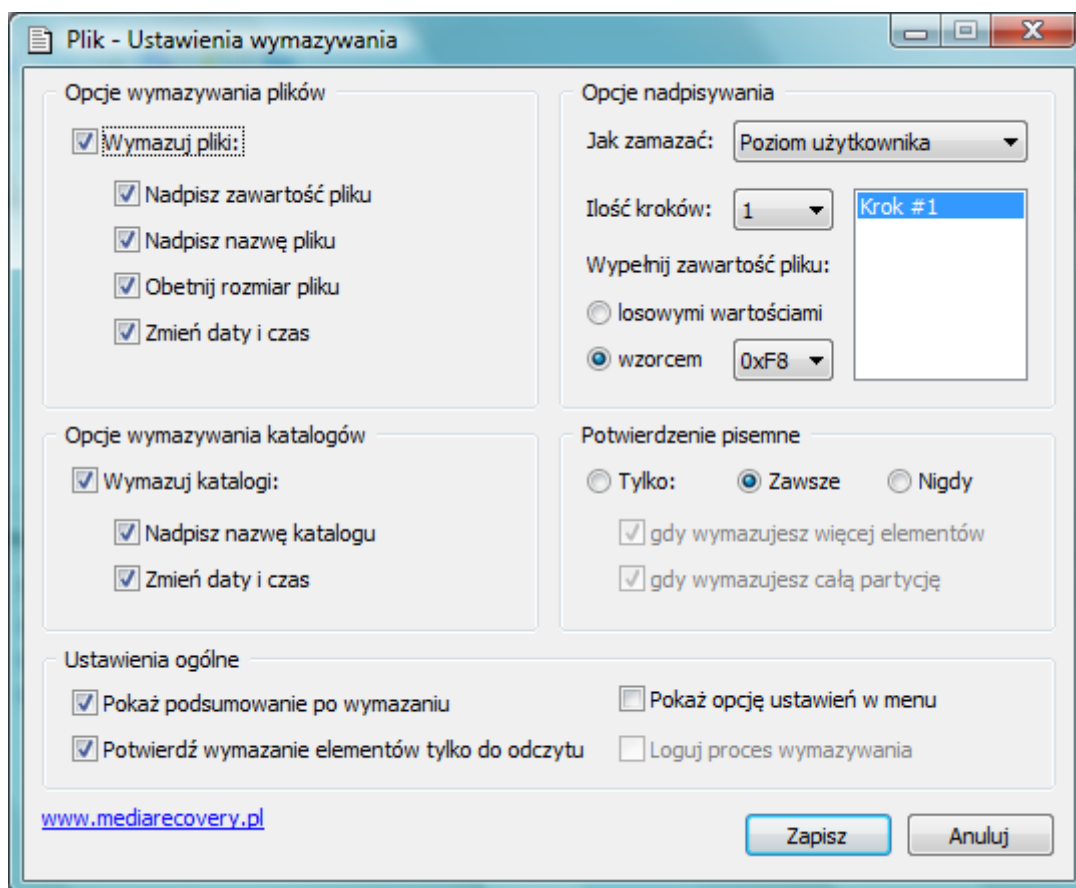 Plik - Ustawienia wymazywania
Opcje wymazywania plików
Wymazuj pliki:
Nadpisz zawartość pliku
Nadpisz nazwę pliku
Obetnij rozmiar pliku
Zmień daty i czas
Opcje nadpisywania
Jak zamazać: Poziom użytkownika
Ilość kroków: 1
Krok #1
Wypełnij zawartość pliku:
losowymi wartościami
wzorcem 0xF8
Opcje wymazywania katalogów
Wymazuj katalogi:
Nadpisz nazwę katalogu
Zmień daty i czas
Potwierdzenie pisemne
Tylko: Zawsze Nigdy
gdy wymazujesz więcej elementów
gdy wymazujesz całą partycję
Ustawienia ogólne
Pokaż podsumowanie po wymazaniu
Potwierdź wymazanie elementów tylko do odczytu
Pokaż opcję ustawień w menu
Loguj proces wymazywania
www.mediarecovery.pl
Zapisz Anuluj